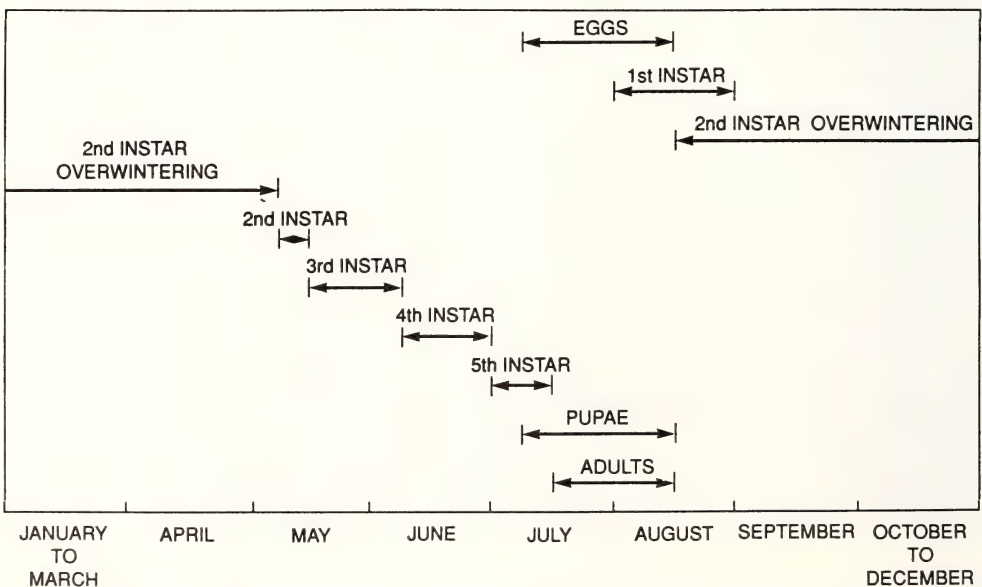 EGGS
1st INSTAR
2nd INSTAR OVERWINTERING
2nd INSTAR
OVERWINTERING
2nd INSTAR
3rd INSTAR
4th INSTAR
5th INSTAR
PUPAE
ADULTS
JANUARY
TO
MARCH
APRIL
MAY
JUNE
JULY
AUGUST
SEPTEMBER
OCTOBER
TO
DECEMBER